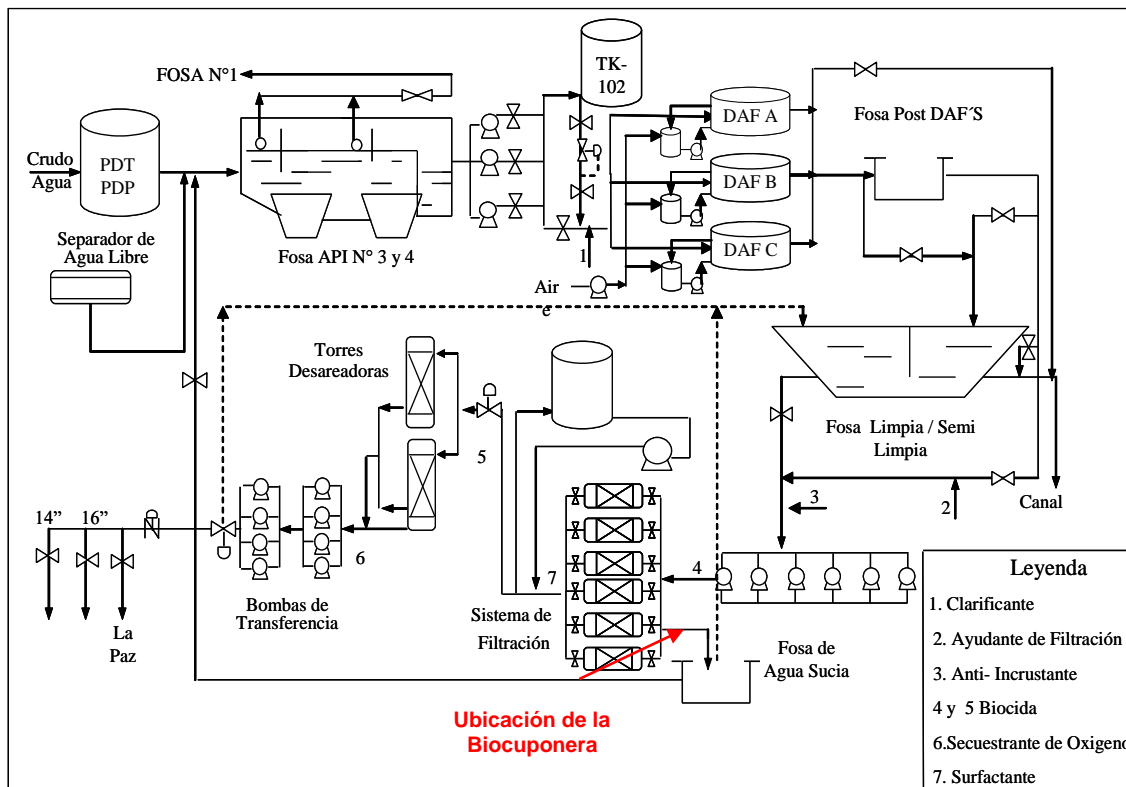 FOSA N°1
TK-
102
Crudo
Agua
PDT
PDP
DAF A
DAF B
DAF C
Fosa Post DAF´S
Separador de
Agua Libre
Fosa API N° 3 y 4
1
Air
e
Torres
Desareadoras
5
Fosa Limpia / Semi
Limpia
3
2
Canal
14”
16”
6
7
4
La
Paz
Bombas de
Transferencia
Sistema de
Filtración
Fosa de
Agua Sucia
Ubicación de la
Biocuponera
Leyenda
1. Clarificante
2. Ayudante de Filtración
3. Anti- Incrustante
4 y 5 Biocida
6.Secuestrante de Oxigeno
7. Surfactante